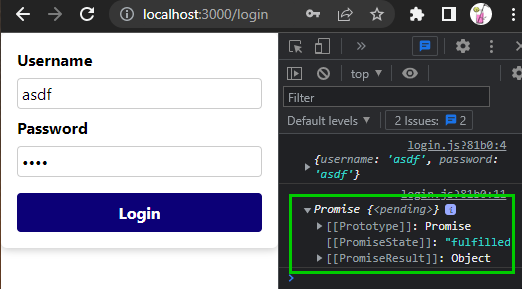 localhost:3000/login
Username
asdf
Password
••••
Login
top
Filter
Default levels
2 Issues: 2
login.js?81b0:4
{username: 'asdf', password:
'asdf'}
login.js?81b0:11
Promise {<pending>} i
[[Prototype]]: Promise
[[PromiseState]]: "fulfilled
[[PromiseResult]]: Object